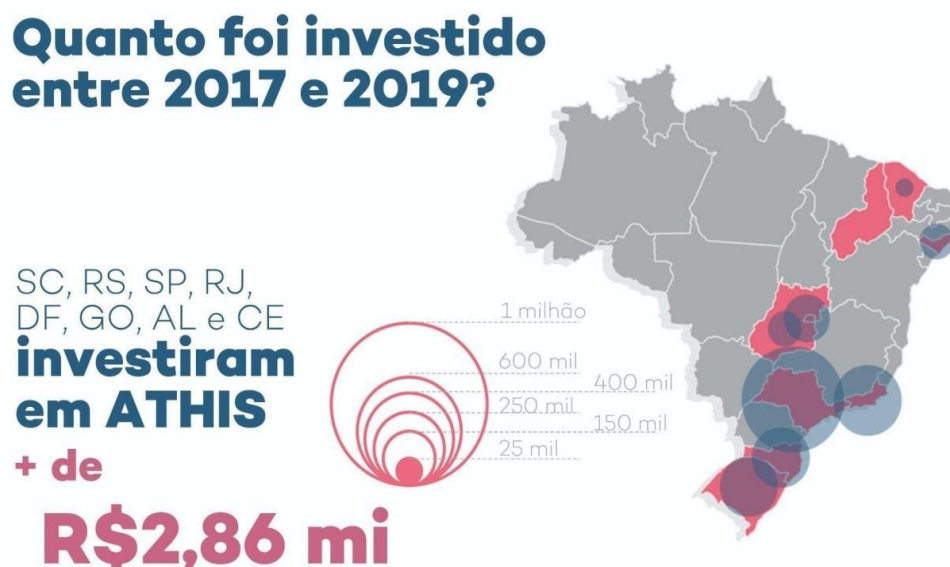 Quanto foi investido
entre 2017 e 2019?
SC, RS, SP, RJ,
DF, GO, AL e CE
investiram
em ATHIS
+ de
R$2,86 mi
1 milhão
600 mil
400 mil
250 mil
150 mil
25 mil